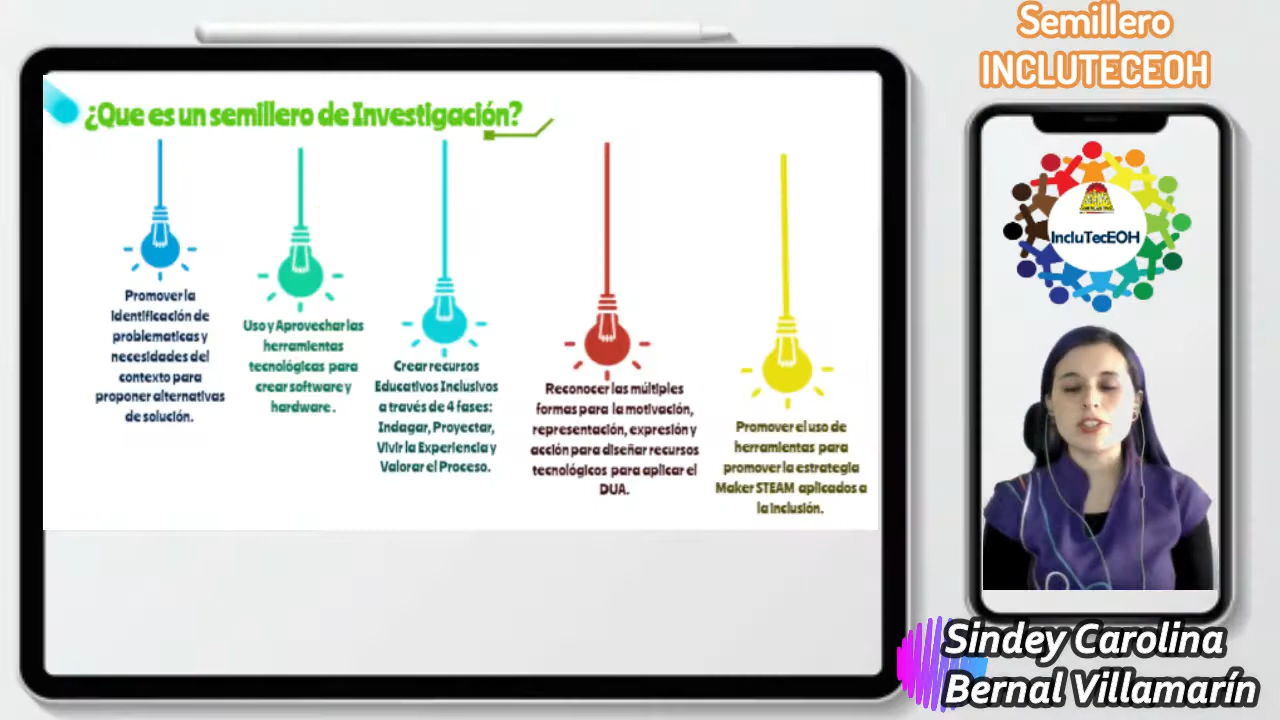 ¿Que es un semillero de Investigación?
Promover la
Identificación de
problematicas y
necesidades del
contexto para
proponer alternativas
de solución.
Uso y Aprovechar las
herramientas
tecnológicas para
crear software y
hardware.
Crear recursos
Educativos Inclusivos
a través de 4 fases:
Indagar, Proyectar,
Vivir la Experiencia y
Valorar el Proceso.
Reconocer las múltiples
formas para la motivación,
representación, expresión y
acción para diseñar recursos
tecnológicos para aplicar el
DUA.
Promover el uso de
herramientas para
promover la estrategia
Maker STEAM aplicados a
la inclusión.
Semillero
INCLUTECEOH
IncluTecEOH
Sindey Carolina
Bernal Villamarín